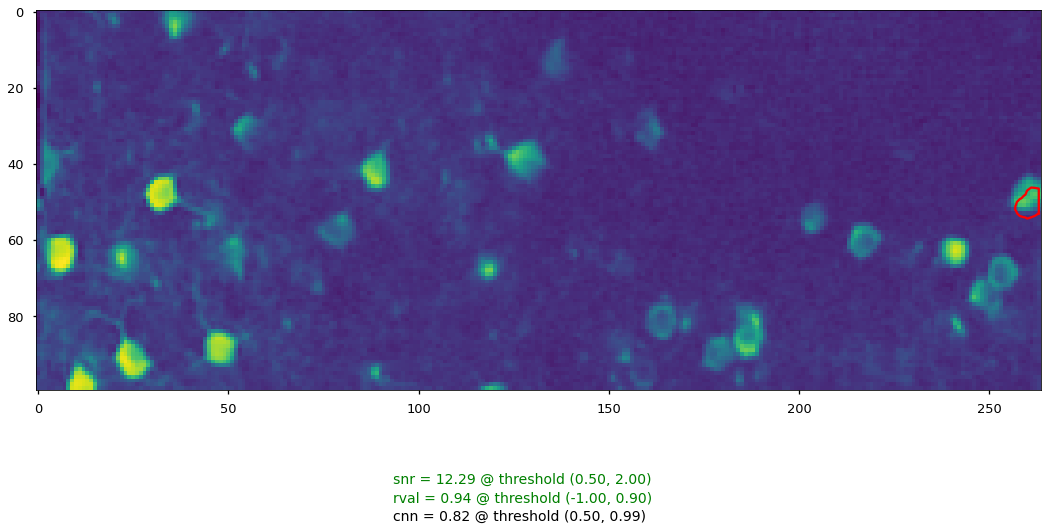 0
20
40
60
80
0 50 100 150 200 250
snr = 12.29 @ threshold (0.50, 2.00)
rval = 0.94 @ threshold (-1.00, 0.90)
cnn = 0.82 @ threshold (0.50, 0.99)